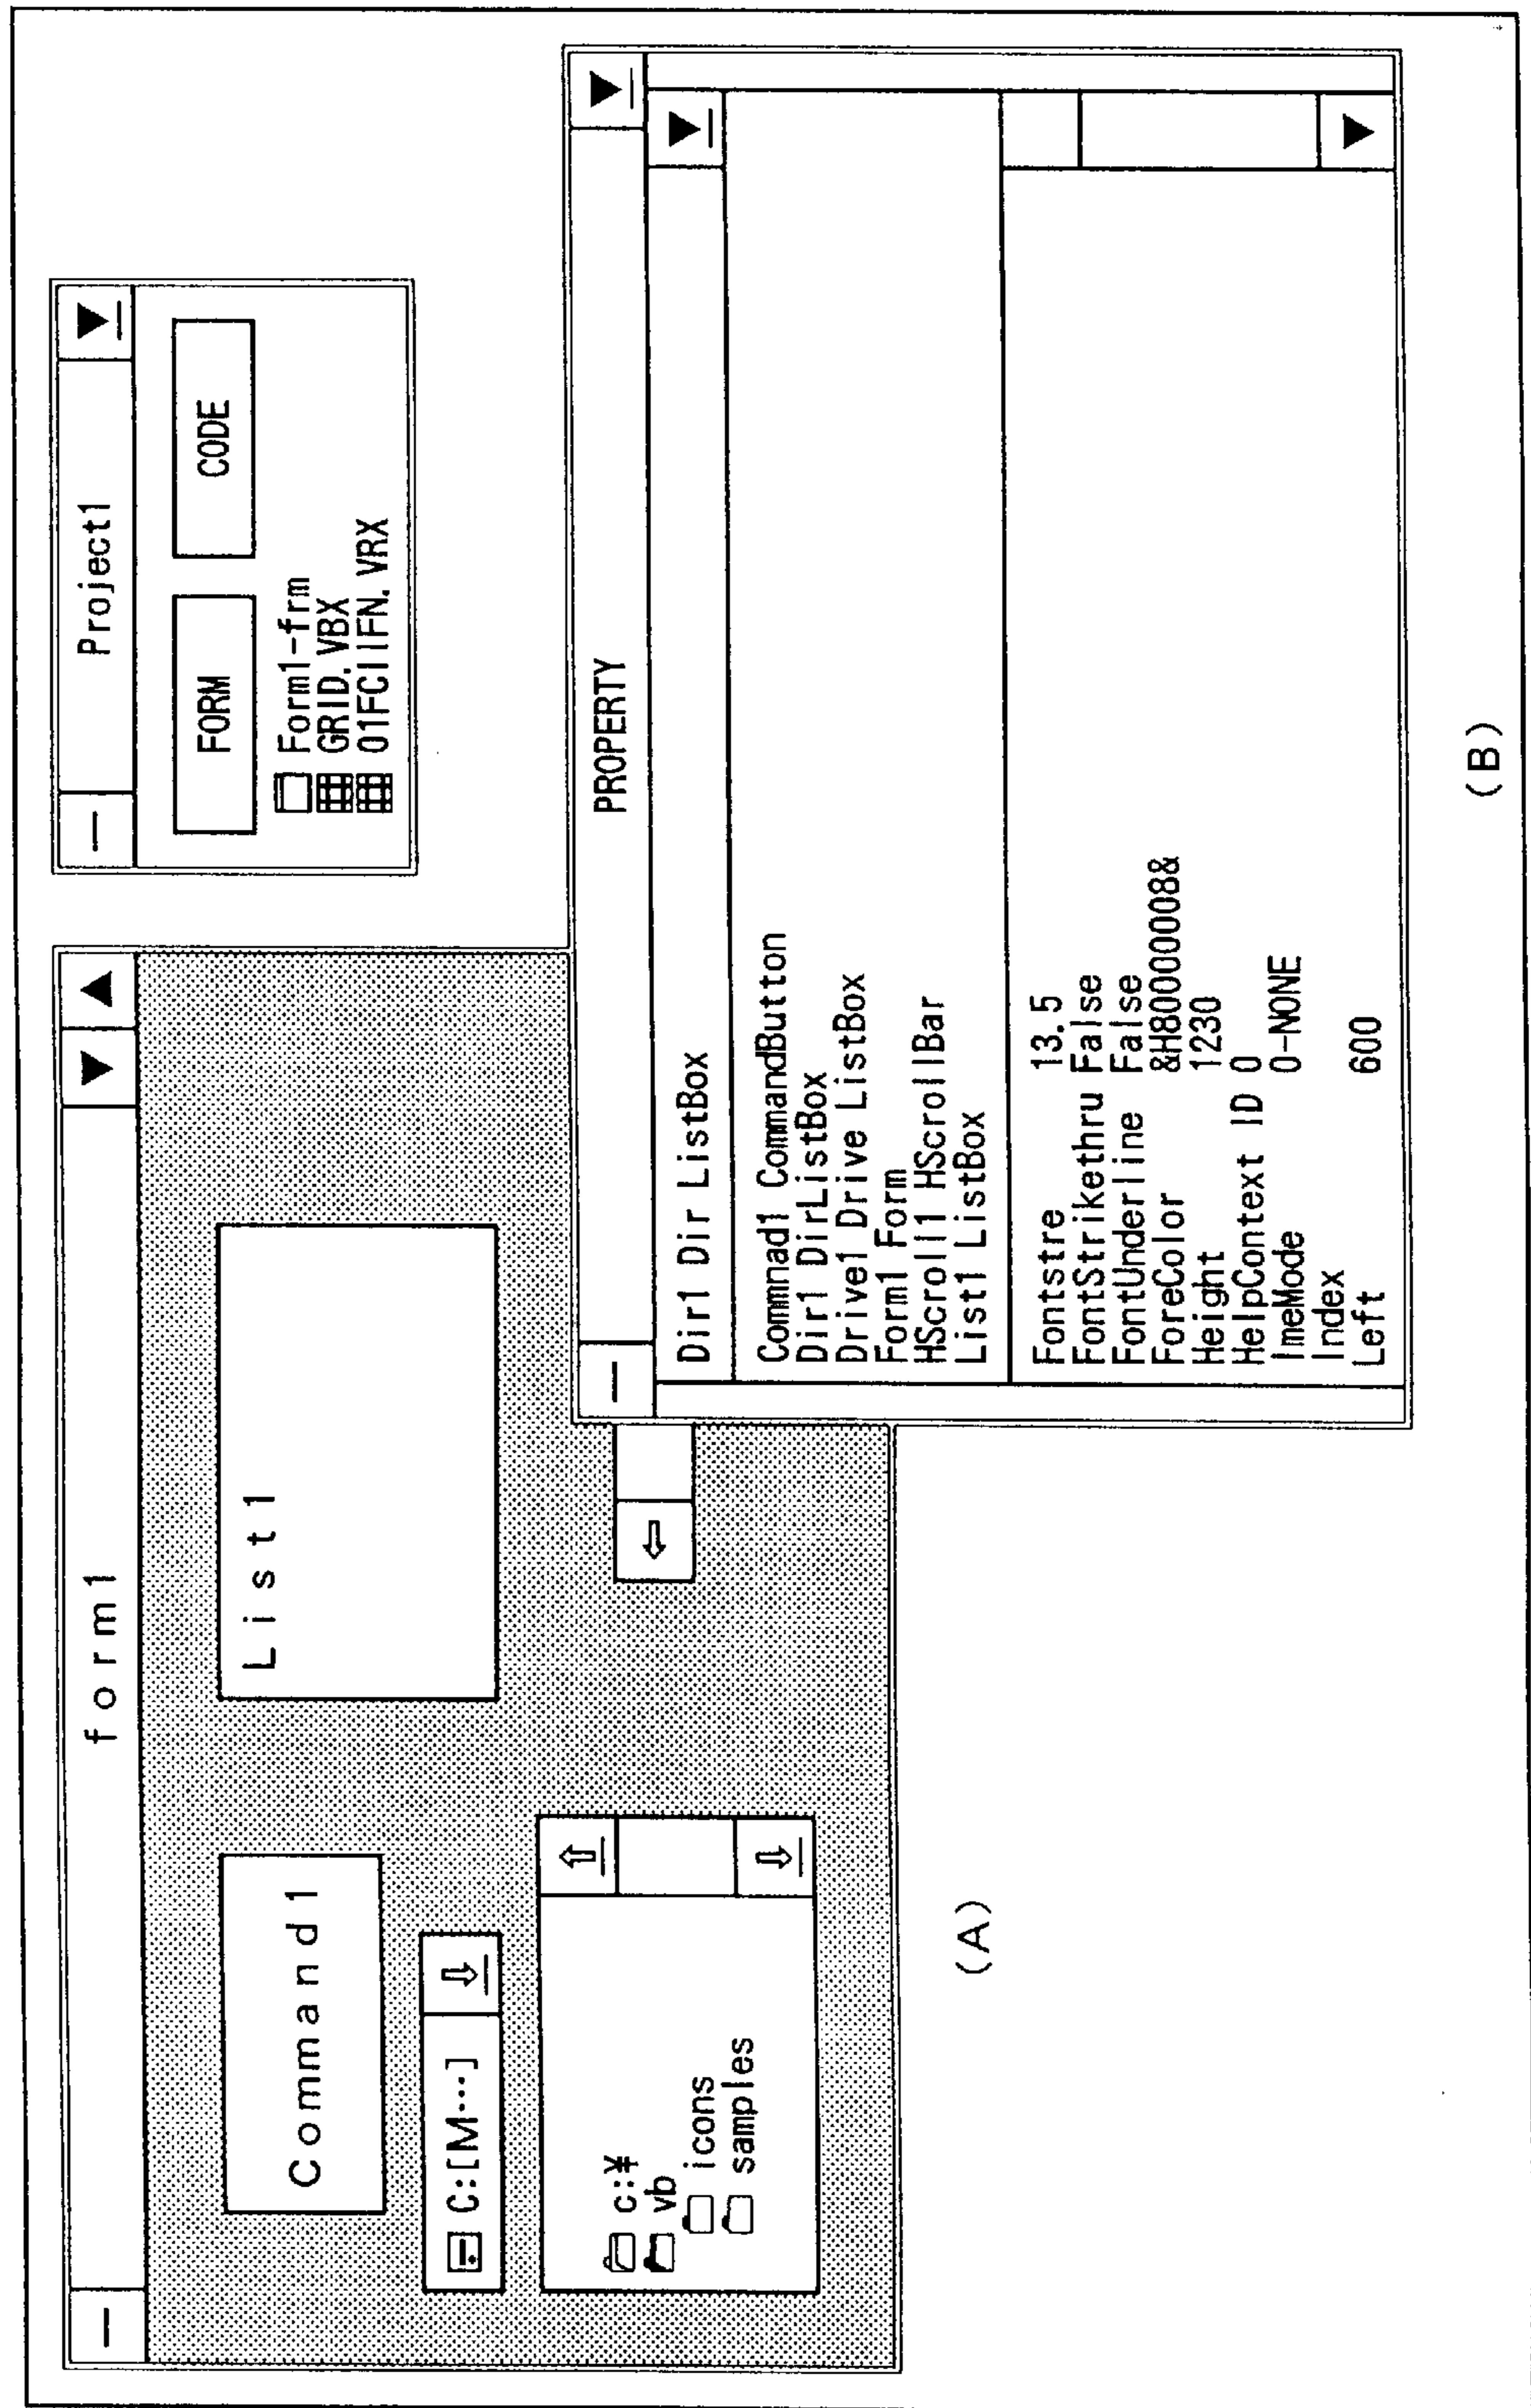 form1
Command1
List1
C:[M···]
c:¥
vb
icons
samples
(A)
Project1
FORM
CODE
Form1-frm
GRID.VBX
01FCIIFN.VRX
PROPERTY
Dir1 Dir ListBox
Commnad1 CommandButton
Dir1 DirListBox
Drive1 Drive ListBox
Form1 Form
HScroll1 HScrollBar
List1 ListBox
Fontstre 13.5
FontStrikethru False
FontUnderline False
ForeColor &H80000008&
Height 1230
HelpContext ID 0
ImeMode 0-NONE
Index
Left 600
(B)